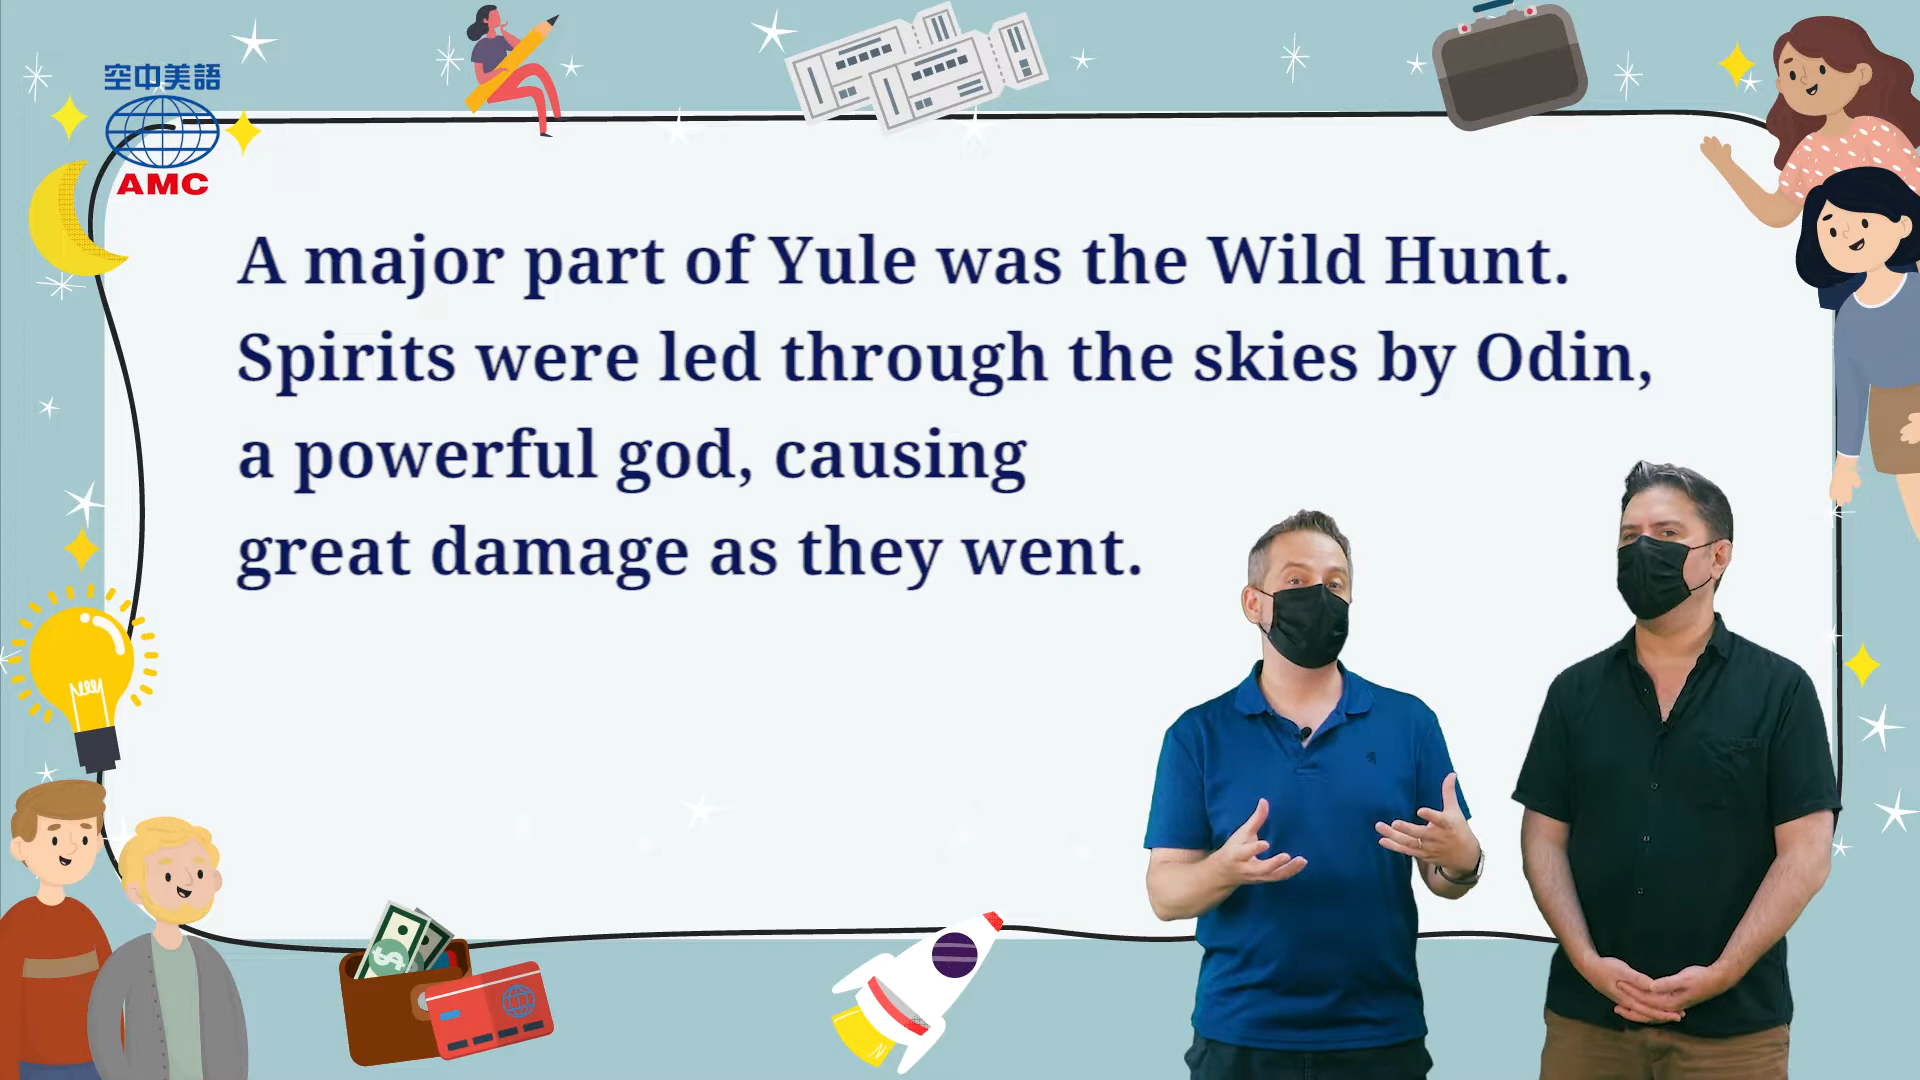 空中美語
AMC
A major part of Yule was the Wild Hunt.
Spirits were led through the skies by Odin,
a powerful god, causing
great damage as they went.